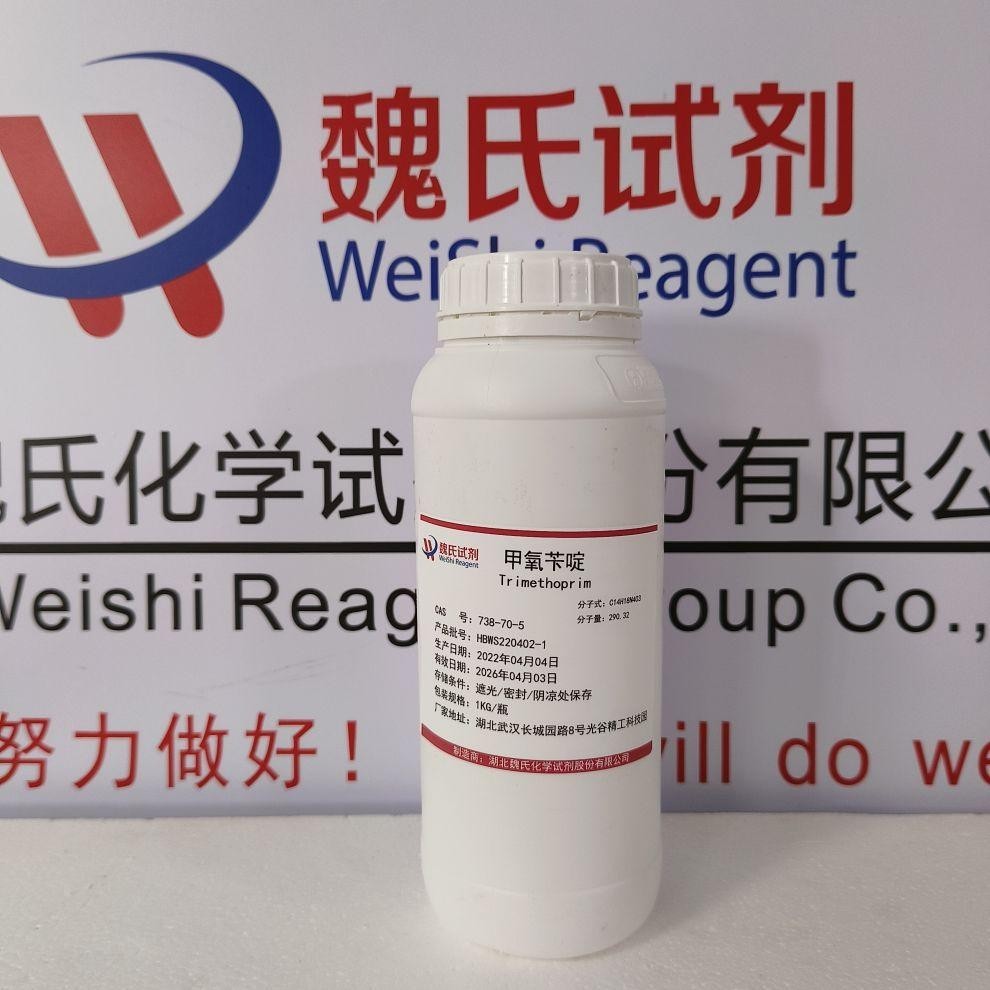 魏氏试剂
WeiShi Reagent
氏化学试 份有限公
Weishi Reag oup Co.,
努力做好! ill do we
魏氏试剂
WeiShi Reagent
甲氧苄啶
Trimethoprim
分子式: C14H18N4O3
分子量: 290.32
CAS 号: 738-70-5
产品批号: HBWS220402-1
生产日期: 2022年04月04日
有效日期: 2026年04月03日
存储条件: 遮光/密封/阴凉处保存
包装规格: 1KG/瓶
厂家地址: 湖北武汉长城园路8号光谷精工科技园
制造商: 湖北魏氏化学试剂股份有限公司